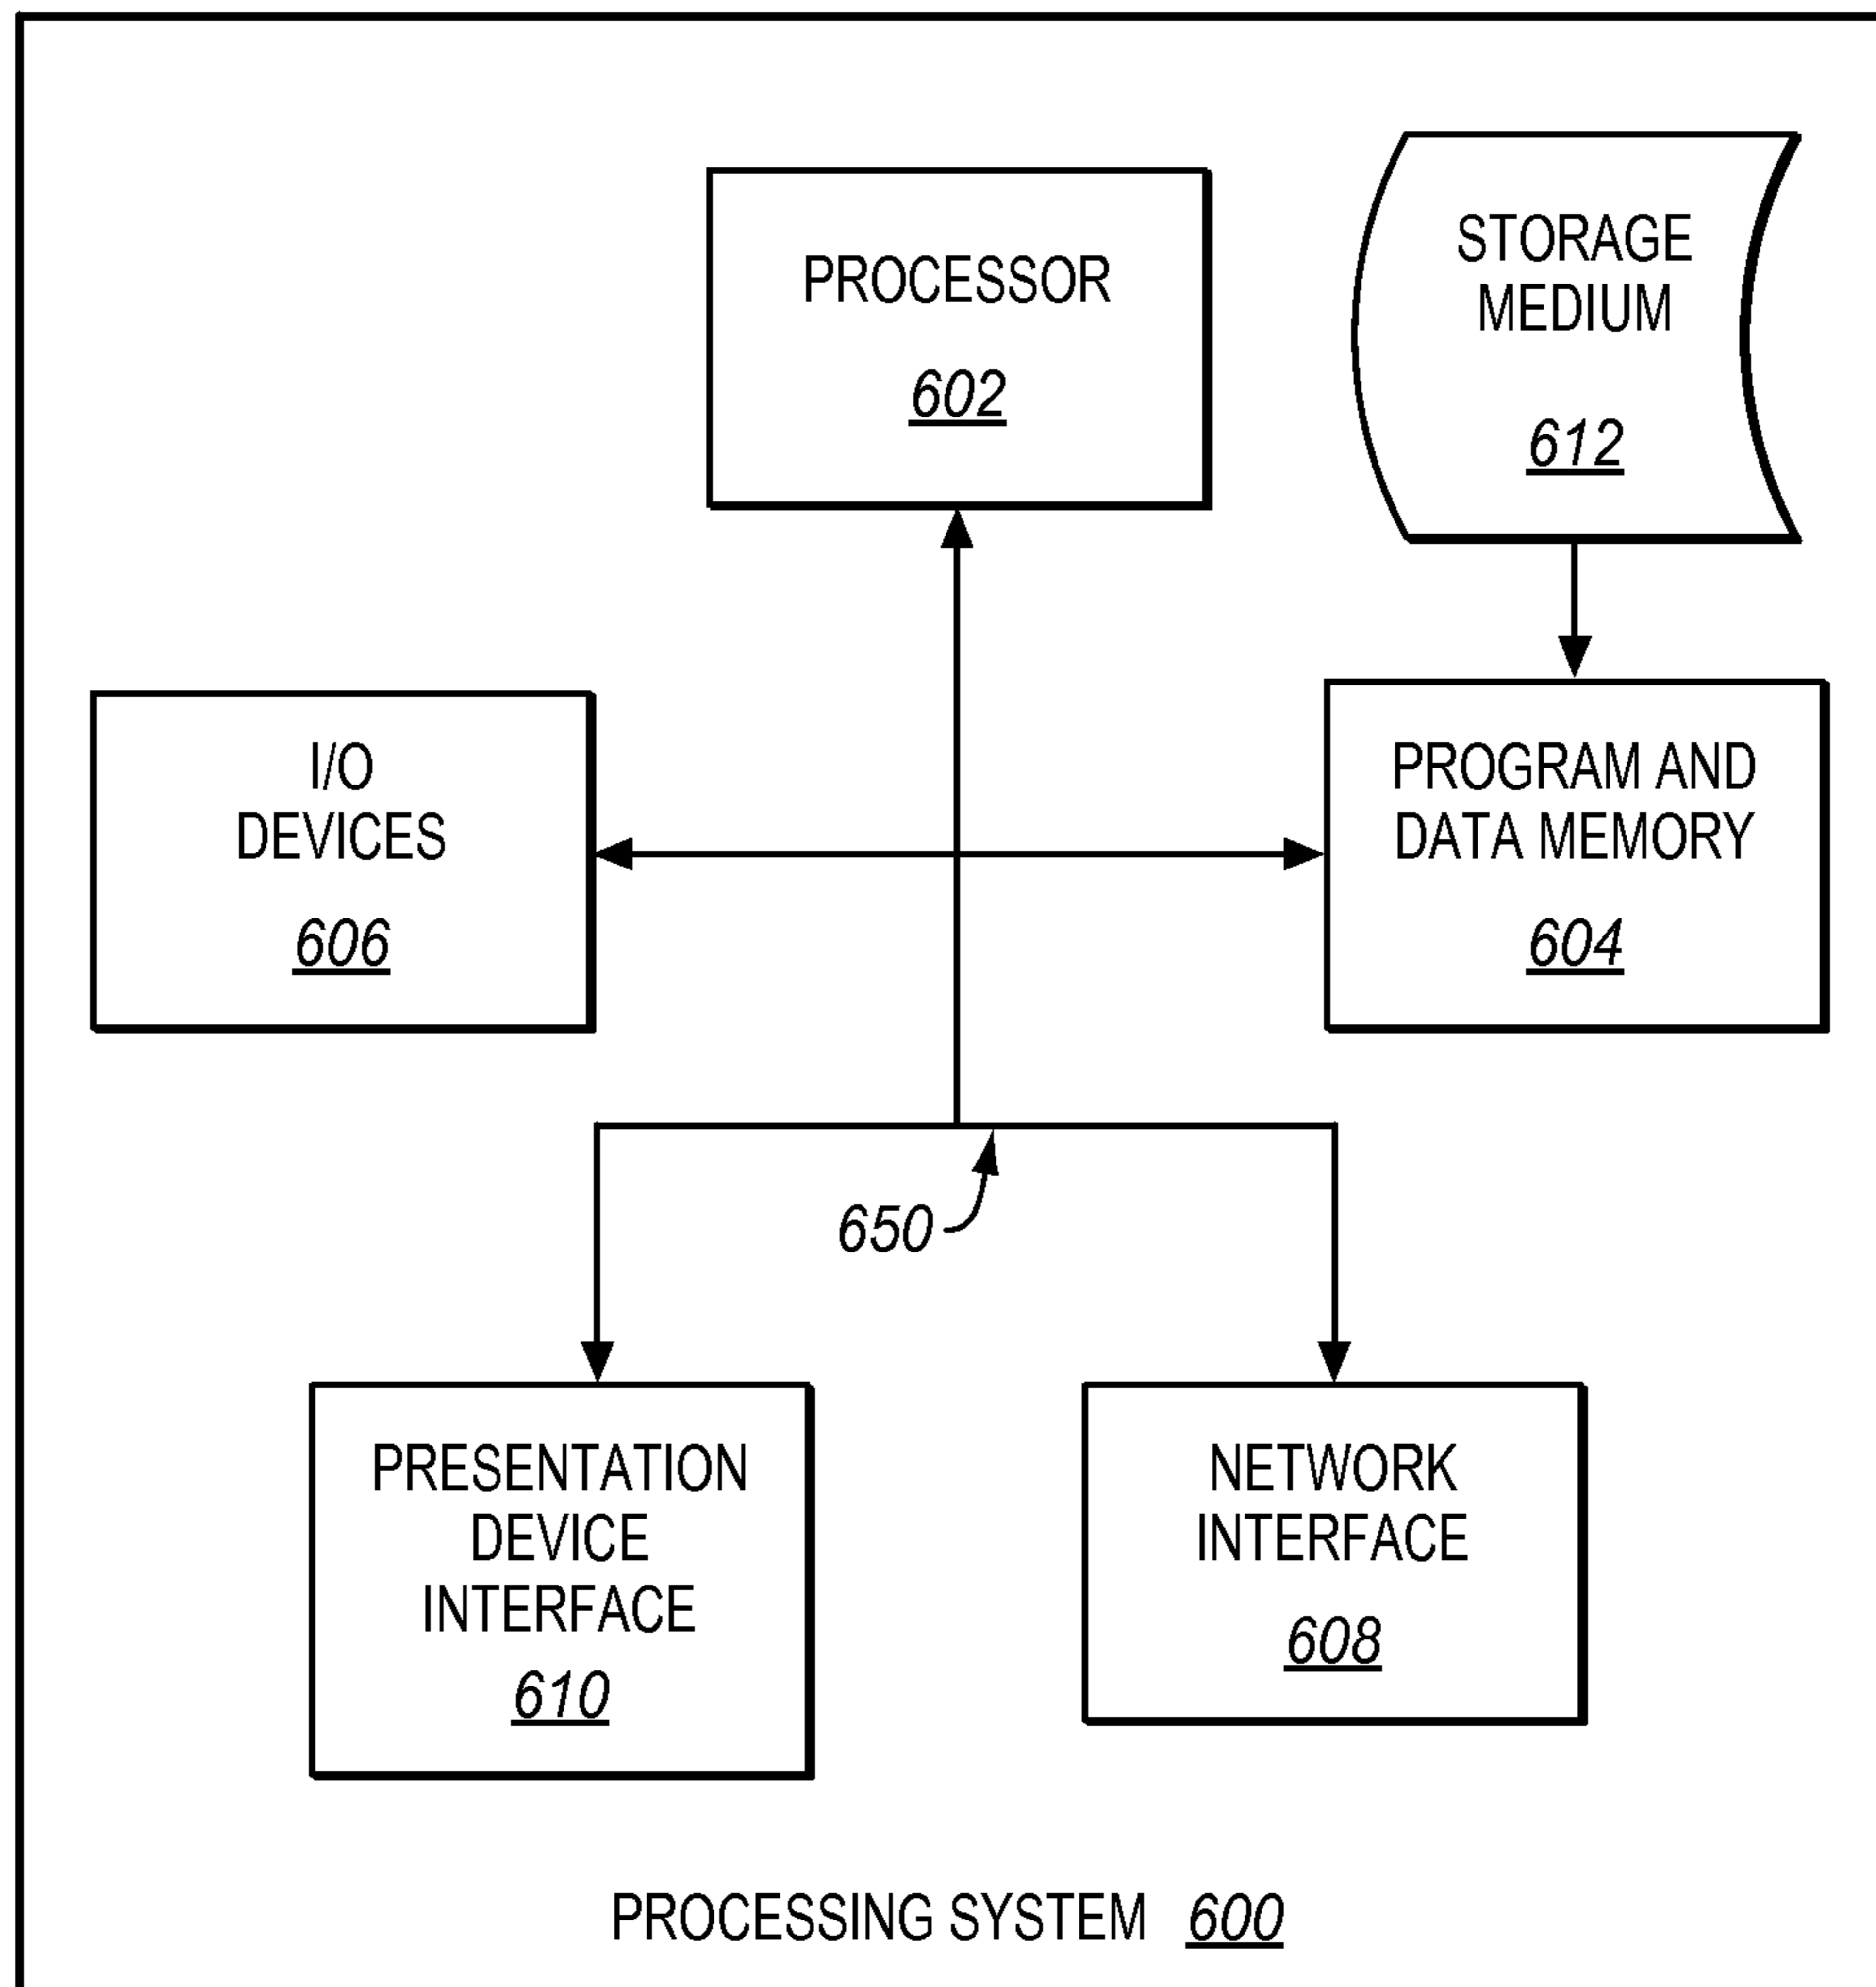 PROCESSOR
602
STORAGE
MEDIUM
612
I/O
DEVICES
606
PROGRAM AND
DATA MEMORY
604
650
PRESENTATION
DEVICE
INTERFACE
610
NETWORK
INTERFACE
608
PROCESSING SYSTEM 600